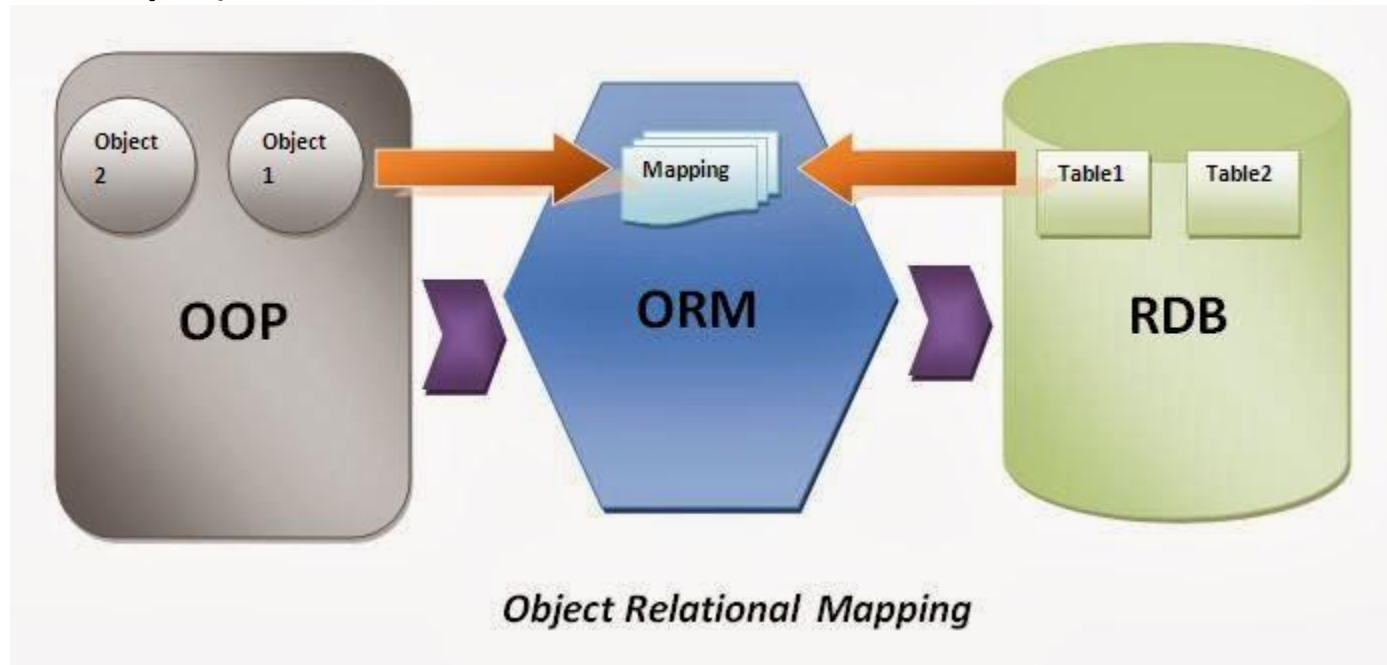 Object
2
Object
1
Mapping
Table1
Table2
OOP
ORM
RDB
Object Relational Mapping